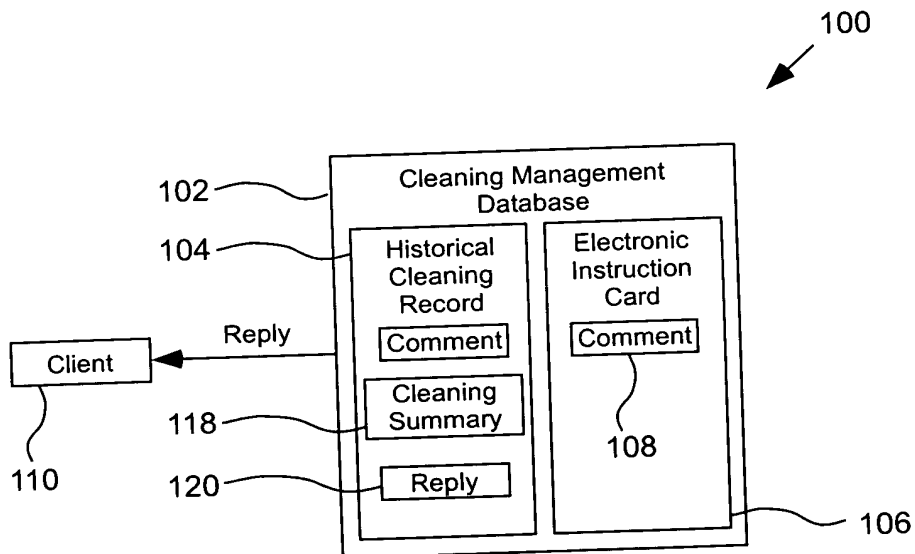 100
102
Cleaning Management
Database
104
Historical
Cleaning
Record
Comment
Cleaning
Summary
118
120
Reply
Electronic
Instruction
Card
Comment
108
106
Reply
Client
110